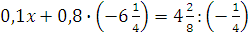 0,1x + 0,8 · (−6 1/4) = 4 2/8 : (−1/4)